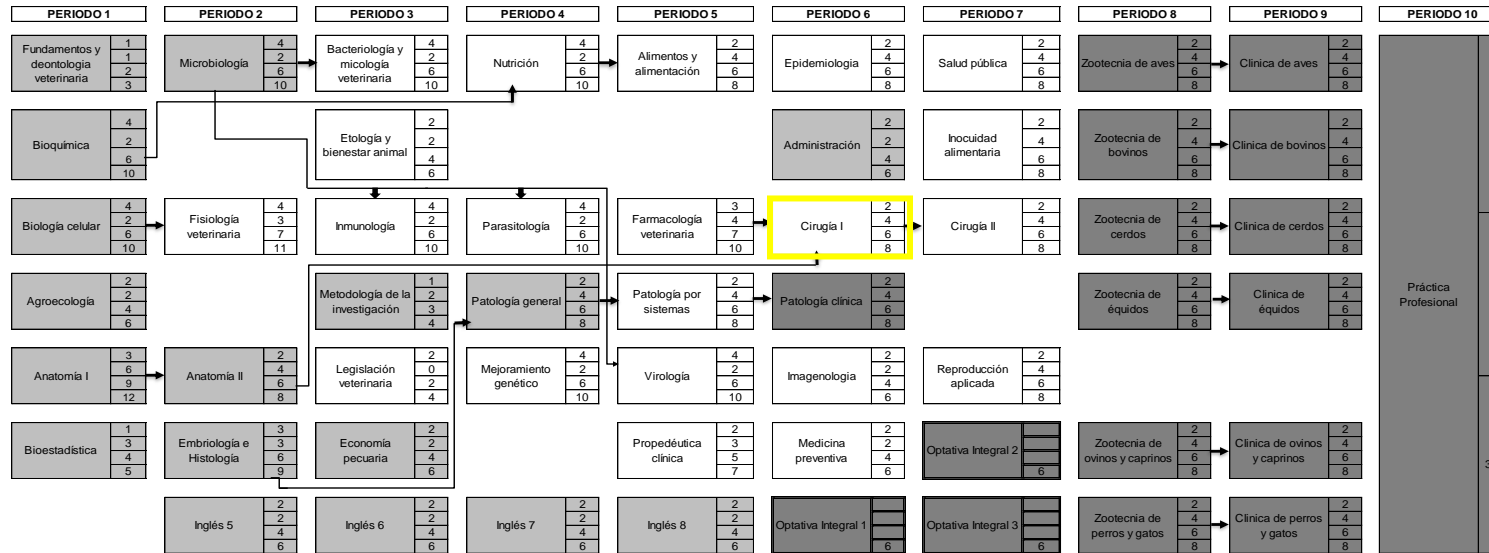 PERIODO 1
PERIODO 2
PERIODO 3
PERIODO 4
PERIODO 5
PERIODO 6
PERIODO 7
PERIODO 8
PERIODO 9
PERIODO 10
Fundamentos y
deontologia
veterinaria
1
1
2
3
Microbiología
4
2
6
10
Bacteriología y
micología
veterinaria
4
2
6
10
Nutrición
4
2
6
10
Alimentos y
alimentación
2
4
6
8
Epidemiologia
2
4
6
8
Salud pública
2
4
6
8
Zootecnia de aves
2
4
6
8
Clinica de aves
2
4
6
8
Bioquímica
4
2
6
10
Etología y
bienestar animal
2
2
4
6
Administración
2
2
4
6
Inocuidad
alimentaria
2
4
6
8
Zootecnia de
bovinos
2
4
6
8
Clinica de bovinos
2
4
6
8
Biología celular
4
2
6
10
Fisiología
veterinaria
4
3
7
11
Inmunología
4
2
6
10
Parasitología
4
2
6
10
Farmacología
veterinaria
3
4
7
10
Cirugía I
2
4
6
8
Cirugía II
2
4
6
8
Zootecnia de
cerdos
2
4
6
8
Clinica de cerdos
2
4
6
8
Agroecología
2
2
4
6
Metodología de la
investigación
1
2
3
4
Patología general
2
4
6
8
Patología por
sistemas
2
4
6
8
Patología clínica
2
4
6
8
Zootecnia de
équidos
2
4
6
8
Clinica de
équidos
2
4
6
8
Práctica
Profesional
Anatomía I
3
6
9
12
Anatomía II
2
4
6
8
Legislación
veterinaria
2
0
2
4
Mejoramiento
genético
4
2
6
10
Virología
4
2
6
10
Imagenologia
2
2
4
6
Reproducción
aplicada
2
4
6
8
Bioestadística
1
3
4
5
Embriología e
Histología
3
3
6
9
Economía
pecuaria
2
2
4
6
Propedéutica
clínica
2
3
5
7
Medicina
preventiva
2
2
4
6
Optativa Integral 2
6
Zootecnia de
ovinos y caprinos
2
4
6
8
Clinica de ovinos
y caprinos
2
4
6
8
Inglés 5
2
2
4
6
Inglés 6
2
2
4
6
Inglés 7
2
2
4
6
Inglés 8
2
2
4
6
Optativa Integral 1
6
Optativa Integral 3
6
Zootecnia de
perros y gatos
2
4
6
8
Clinica de perros
y gatos
2
4
6
8